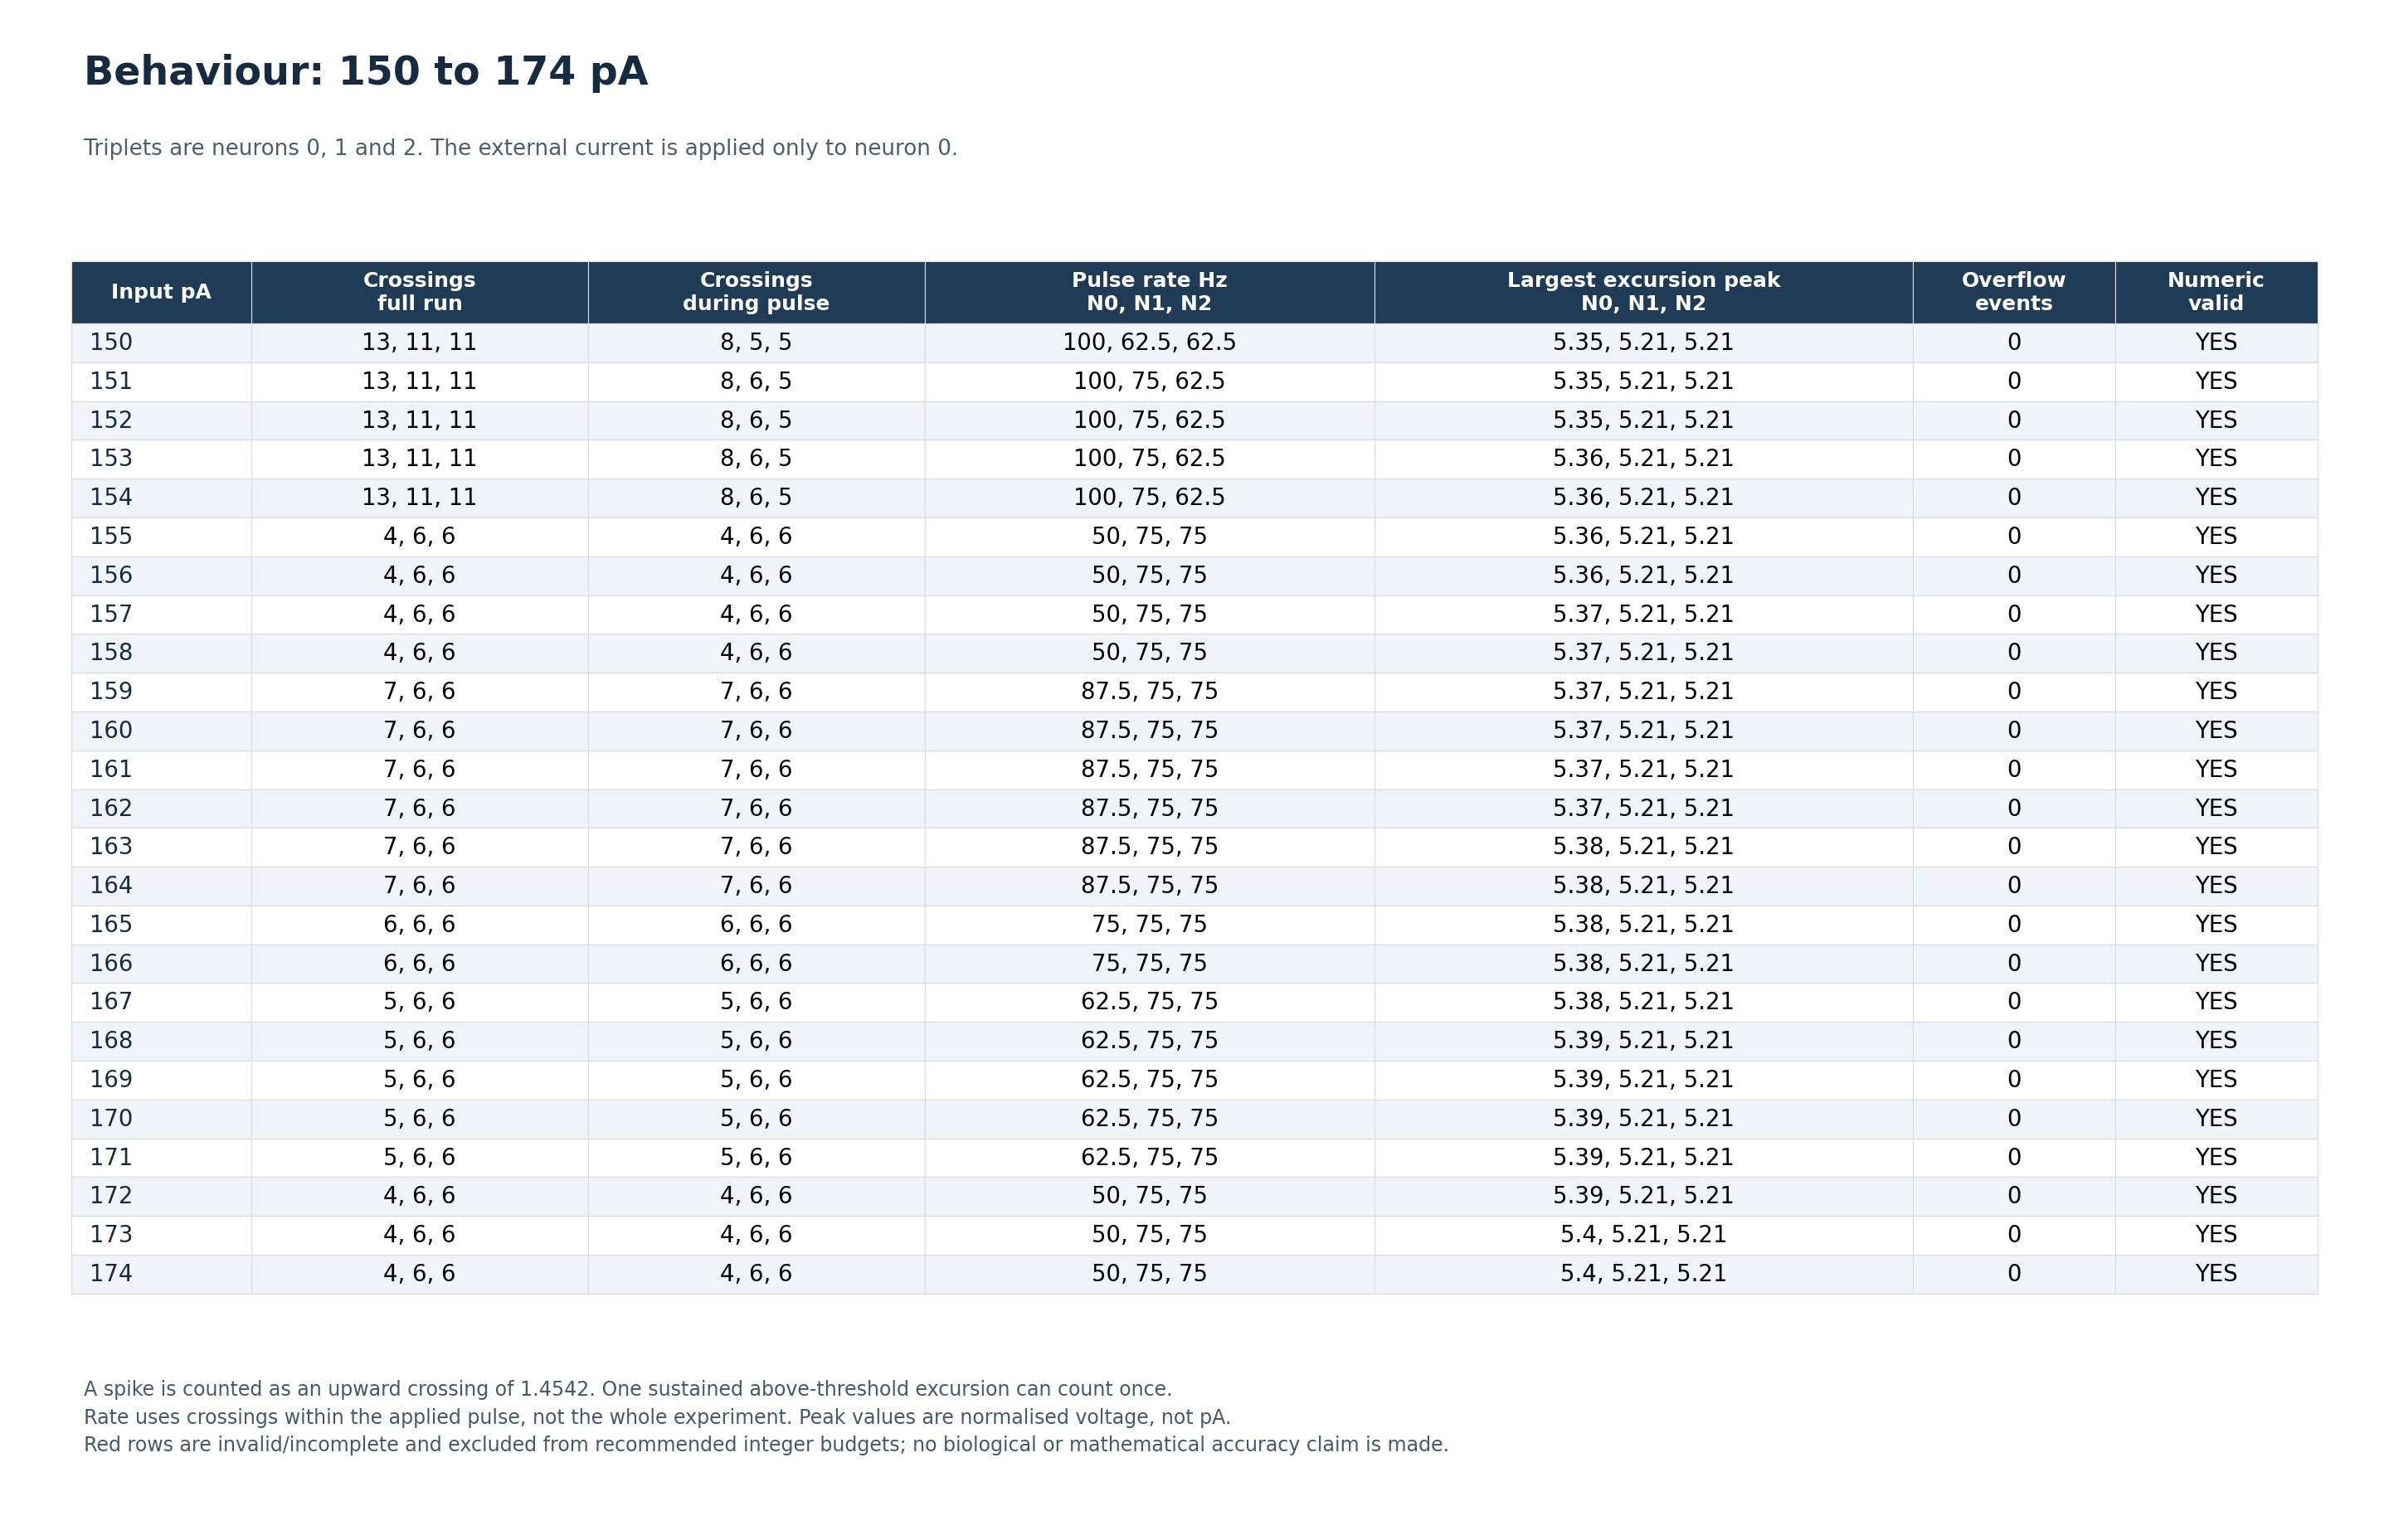 Behaviour: 150 to 174 pA
Triplets are neurons 0, 1 and 2. The external current is applied only to neuron 0.
Input pA | Crossings full run | Crossings during pulse | Pulse rate Hz N0, N1, N2 | Largest excursion peak N0, N1, N2 | Overflow events | Numeric valid
150 | 13, 11, 11 | 8, 5, 5 | 100, 62.5, 62.5 | 5.35, 5.21, 5.21 | 0 | YES
151 | 13, 11, 11 | 8, 6, 5 | 100, 75, 62.5 | 5.35, 5.21, 5.21 | 0 | YES
152 | 13, 11, 11 | 8, 6, 5 | 100, 75, 62.5 | 5.35, 5.21, 5.21 | 0 | YES
153 | 13, 11, 11 | 8, 6, 5 | 100, 75, 62.5 | 5.36, 5.21, 5.21 | 0 | YES
154 | 13, 11, 11 | 8, 6, 5 | 100, 75, 62.5 | 5.36, 5.21, 5.21 | 0 | YES
155 | 4, 6, 6 | 4, 6, 6 | 50, 75, 75 | 5.36, 5.21, 5.21 | 0 | YES
156 | 4, 6, 6 | 4, 6, 6 | 50, 75, 75 | 5.36, 5.21, 5.21 | 0 | YES
157 | 4, 6, 6 | 4, 6, 6 | 50, 75, 75 | 5.37, 5.21, 5.21 | 0 | YES
158 | 4, 6, 6 | 4, 6, 6 | 50, 75, 75 | 5.37, 5.21, 5.21 | 0 | YES
159 | 7, 6, 6 | 7, 6, 6 | 87.5, 75, 75 | 5.37, 5.21, 5.21 | 0 | YES
160 | 7, 6, 6 | 7, 6, 6 | 87.5, 75, 75 | 5.37, 5.21, 5.21 | 0 | YES
161 | 7, 6, 6 | 7, 6, 6 | 87.5, 75, 75 | 5.37, 5.21, 5.21 | 0 | YES
162 | 7, 6, 6 | 7, 6, 6 | 87.5, 75, 75 | 5.37, 5.21, 5.21 | 0 | YES
163 | 7, 6, 6 | 7, 6, 6 | 87.5, 75, 75 | 5.38, 5.21, 5.21 | 0 | YES
164 | 7, 6, 6 | 7, 6, 6 | 87.5, 75, 75 | 5.38, 5.21, 5.21 | 0 | YES
165 | 6, 6, 6 | 6, 6, 6 | 75, 75, 75 | 5.38, 5.21, 5.21 | 0 | YES
166 | 6, 6, 6 | 6, 6, 6 | 75, 75, 75 | 5.38, 5.21, 5.21 | 0 | YES
167 | 5, 6, 6 | 5, 6, 6 | 62.5, 75, 75 | 5.38, 5.21, 5.21 | 0 | YES
168 | 5, 6, 6 | 5, 6, 6 | 62.5, 75, 75 | 5.39, 5.21, 5.21 | 0 | YES
169 | 5, 6, 6 | 5, 6, 6 | 62.5, 75, 75 | 5.39, 5.21, 5.21 | 0 | YES
170 | 5, 6, 6 | 5, 6, 6 | 62.5, 75, 75 | 5.39, 5.21, 5.21 | 0 | YES
171 | 5, 6, 6 | 5, 6, 6 | 62.5, 75, 75 | 5.39, 5.21, 5.21 | 0 | YES
172 | 4, 6, 6 | 4, 6, 6 | 50, 75, 75 | 5.39, 5.21, 5.21 | 0 | YES
173 | 4, 6, 6 | 4, 6, 6 | 50, 75, 75 | 5.4, 5.21, 5.21 | 0 | YES
174 | 4, 6, 6 | 4, 6, 6 | 50, 75, 75 | 5.4, 5.21, 5.21 | 0 | YES
A spike is counted as an upward crossing of 1.4542. One sustained above-threshold excursion can count once.
Rate uses crossings within the applied pulse, not the whole experiment. Peak values are normalised voltage, not pA.
Red rows are invalid/incomplete and excluded from recommended integer budgets; no biological or mathematical accuracy claim is made.